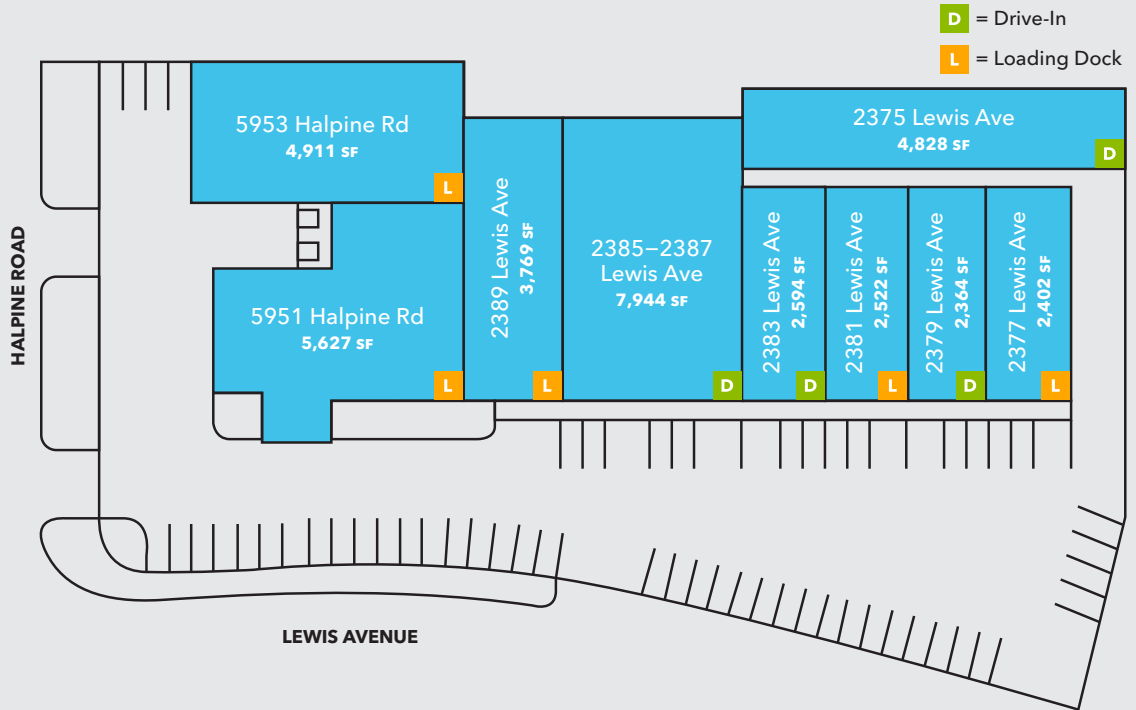 D = Drive-In
L = Loading Dock
5953 Halpine Rd
4,911 SF
L
2375 Lewis Ave
4,828 SF
D
HALPINE ROAD
5951 Halpine Rd
5,627 SF
L
2389 Lewis Ave
3,769 SF
L
2385–2387
Lewis Ave
7,944 SF
D
2383 Lewis Ave
2,594 SF
D
2381 Lewis Ave
2,522 SF
L
2379 Lewis Ave
2,364 SF
D
2377 Lewis Ave
2,402 SF
L
LEWIS AVENUE